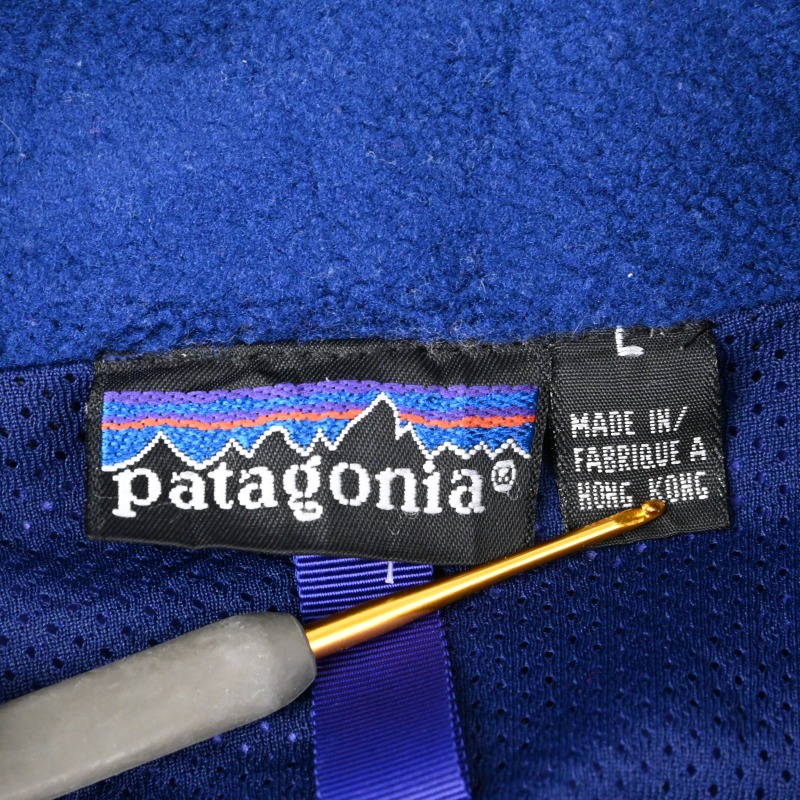 patagonia®
L
MADE IN/
FABRIQUE A
HONG KONG